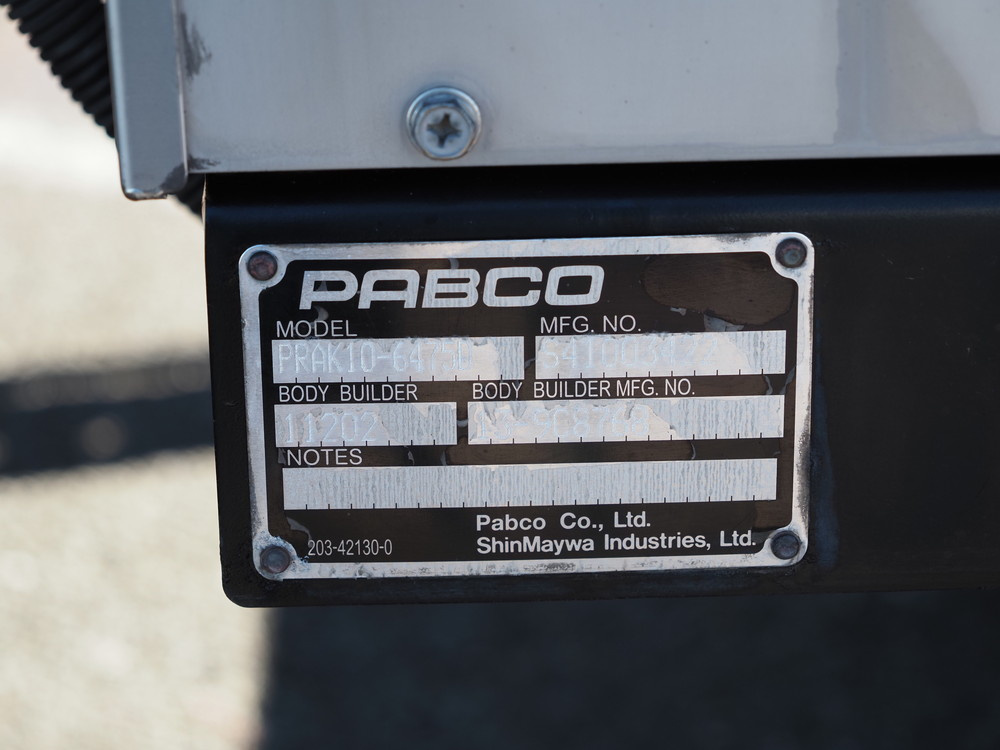 PABCO
MODEL MFG. NO.
BODY BUILDER BODY BUILDER MFG. NO.
11202
NOTES
Pabco Co., Ltd.
203-42130-0 ShinMaywa Industries, Ltd.